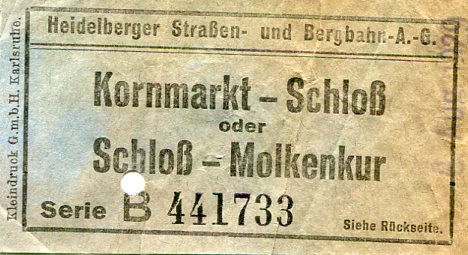 Heidelberger Straßen- und Bergbahn-A.-G.
Kornmarkt – Schloß
oder
Schloß – Molkenkur
Serie B 441733
Siehe Rückseite.
Kleindruck G.m.b.H. Karlsruhe.